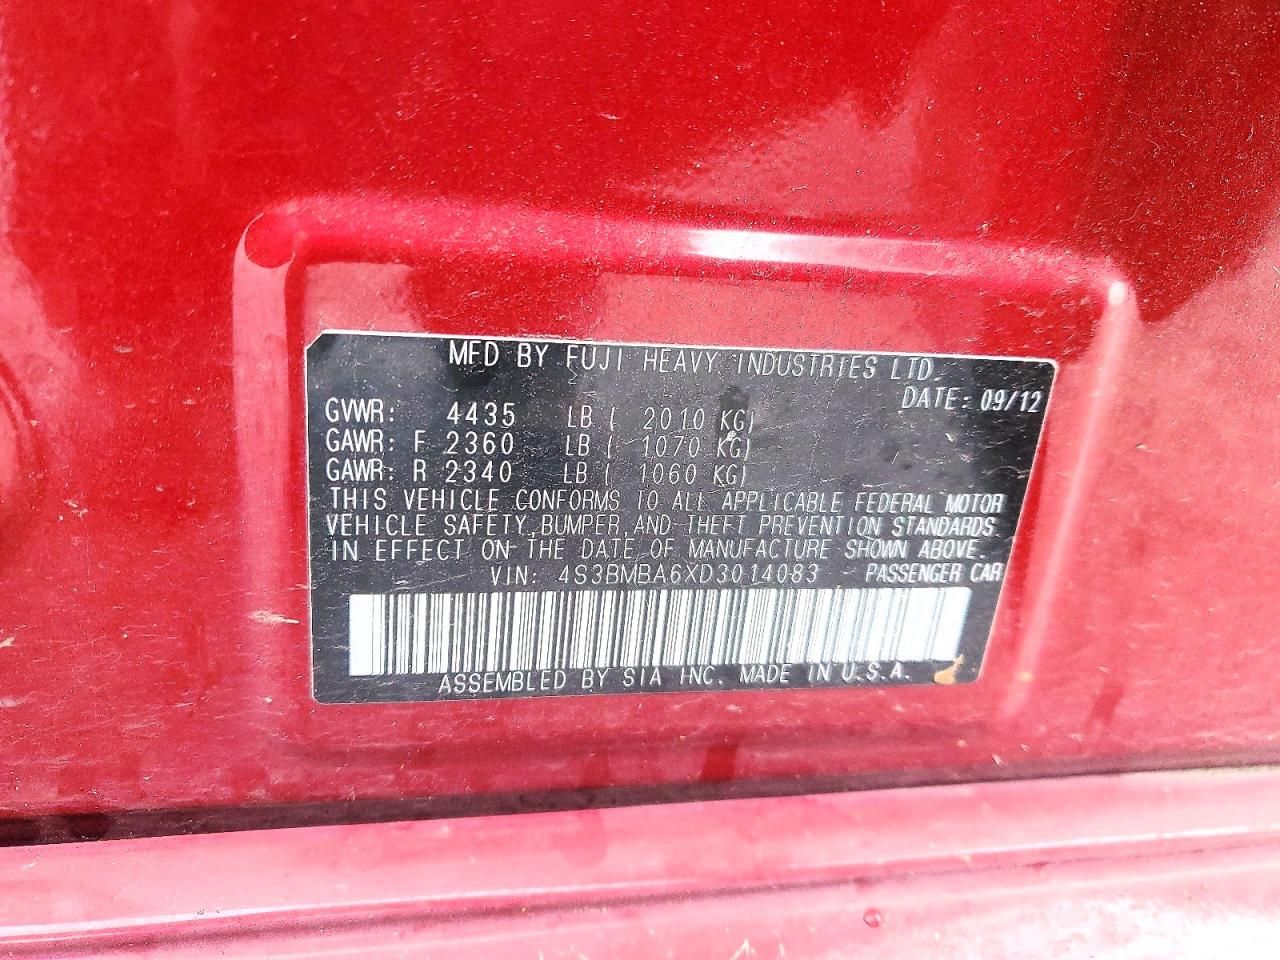 MFD BY FUJI HEAVY INDUSTRIES LTD.
DATE: 09/12
GVWR: 4435 LB ( 2010 KG)
GAWR: F 2360 LB ( 1070 KG)
GAWR: R 2340 LB ( 1060 KG)
THIS VEHICLE CONFORMS TO ALL APPLICABLE FEDERAL MOTOR
VEHICLE SAFETY, BUMPER, AND THEFT PREVENTION STANDARDS
IN EFFECT ON THE DATE OF MANUFACTURE SHOWN ABOVE.
VIN: 4S3BMBA6XD3014083 PASSENGER CAR
ASSEMBLED BY SIA INC. MADE IN U.S.A.